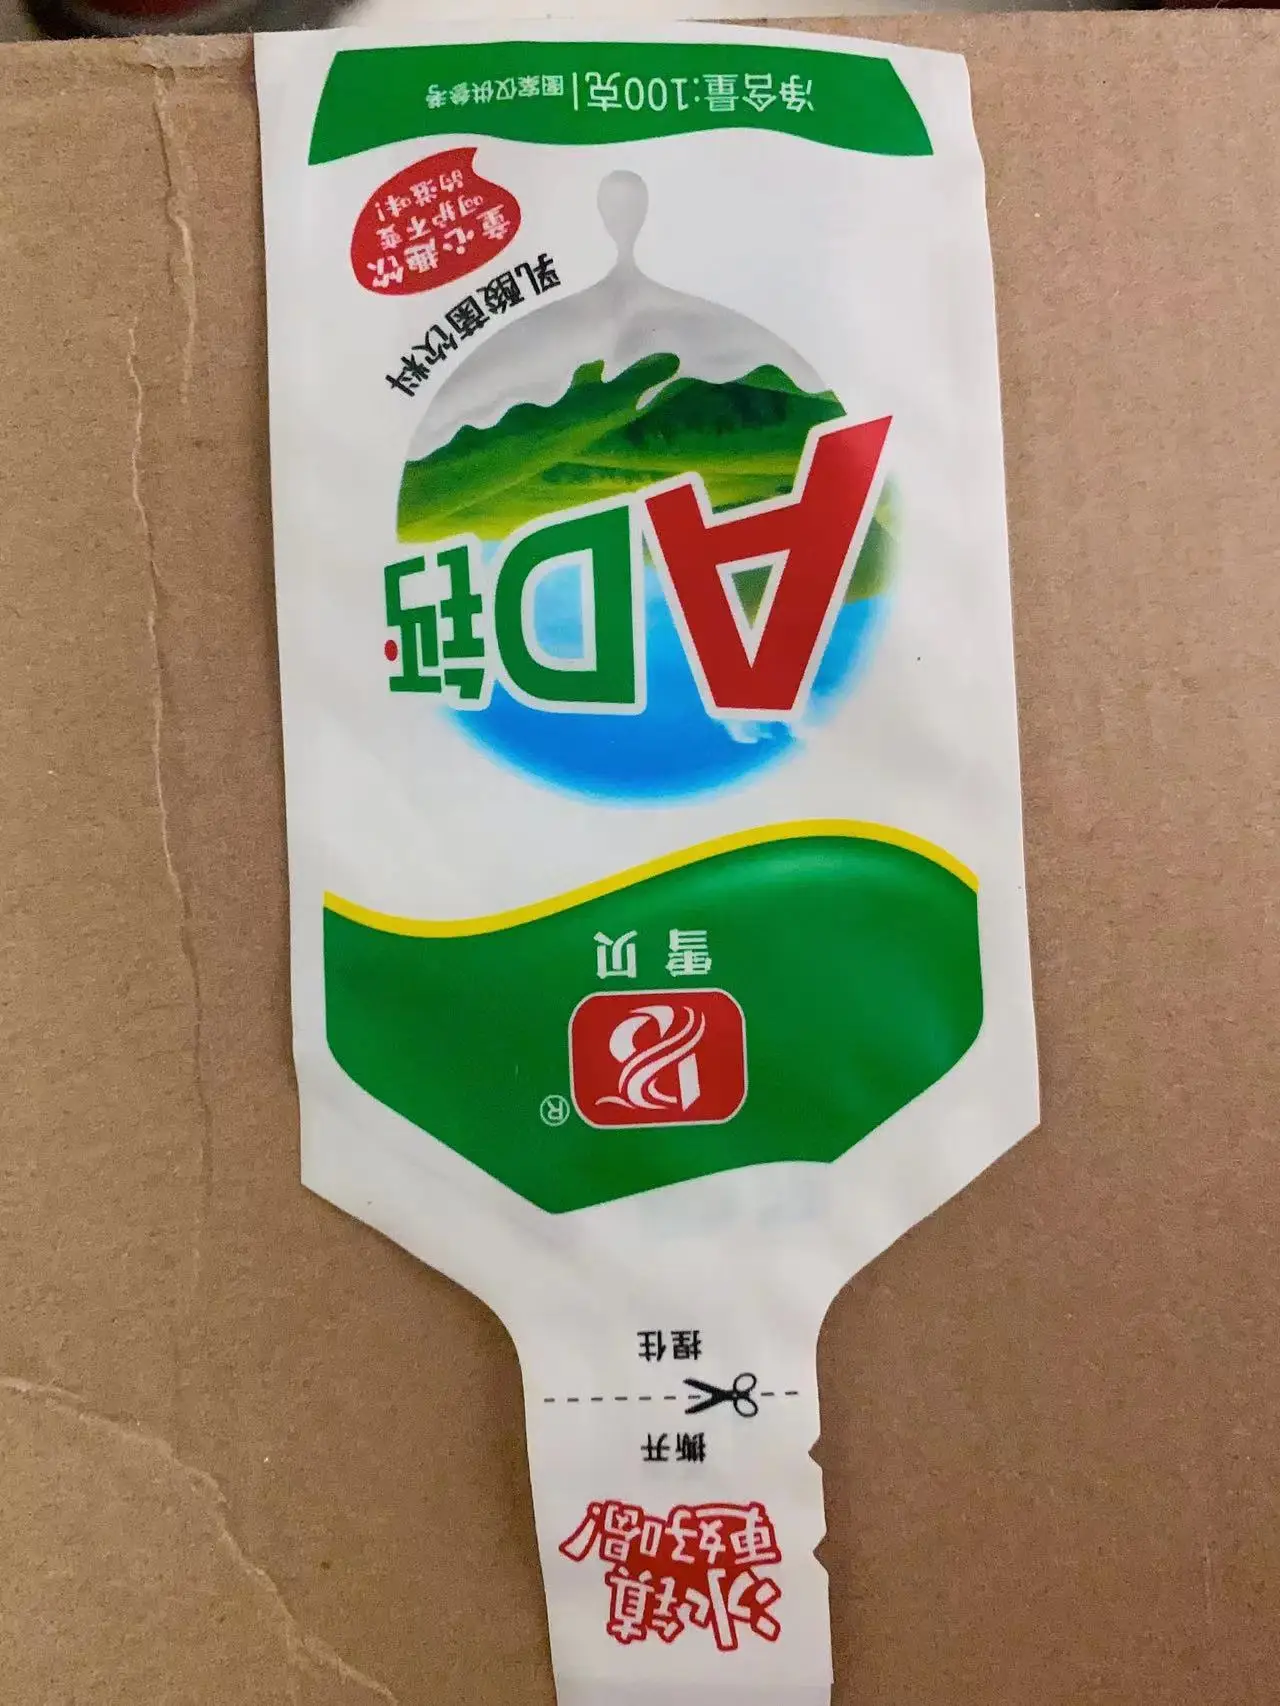 冰镇
更好喝!
撕开
捏住
®
雪贝
AD钙
乳酸菌饮料
童心趣饮
呵护不变
的滋味!
净含量:100克|图案仅供参考